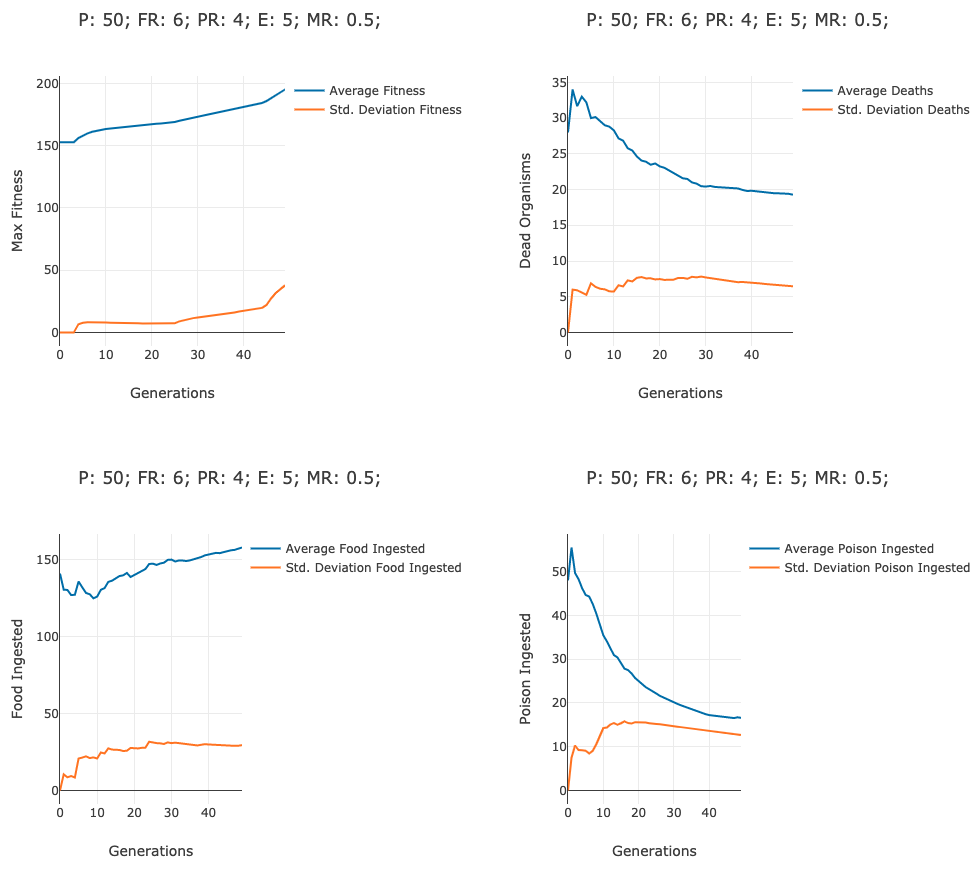 P: 50; FR: 6; PR: 4; E: 5; MR: 0.5;
200
150
100
50
0
0
10
20
30
40
Max Fitness
Generations
Average Fitness
Std. Deviation Fitness
P: 50; FR: 6; PR: 4; E: 5; MR: 0.5;
35
30
25
20
15
10
5
0
0
10
20
30
40
Dead Organisms
Generations
Average Deaths
Std. Deviation Deaths
P: 50; FR: 6; PR: 4; E: 5; MR: 0.5;
150
100
50
0
0
10
20
30
40
Food Ingested
Generations
Average Food Ingested
Std. Deviation Food Ingested
P: 50; FR: 6; PR: 4; E: 5; MR: 0.5;
50
40
30
20
10
0
0
10
20
30
40
Poison Ingested
Generations
Average Poison Ingested
Std. Deviation Poison Ingested